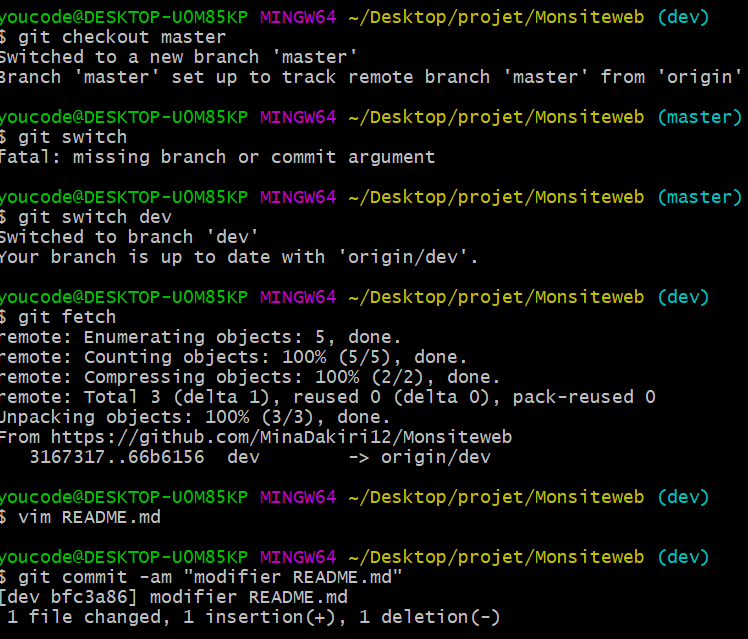 youcode@DESKTOP-U0M85KP MINGW64 ~/Desktop/projet/Monsiteweb (dev)
$ git checkout master
Switched to a new branch 'master'
Branch 'master' set up to track remote branch 'master' from 'origin'
youcode@DESKTOP-U0M85KP MINGW64 ~/Desktop/projet/Monsiteweb (master)
$ git switch
fatal: missing branch or commit argument
youcode@DESKTOP-U0M85KP MINGW64 ~/Desktop/projet/Monsiteweb (master)
$ git switch dev
Switched to branch 'dev'
Your branch is up to date with 'origin/dev'.
youcode@DESKTOP-U0M85KP MINGW64 ~/Desktop/projet/Monsiteweb (dev)
$ git fetch
remote: Enumerating objects: 5, done.
remote: Counting objects: 100% (5/5), done.
remote: Compressing objects: 100% (2/2), done.
remote: Total 3 (delta 1), reused 0 (delta 0), pack-reused 0
Unpacking objects: 100% (3/3), done.
From https://github.com/MinaDakiri12/Monsiteweb
   3167317..66b6156  dev        -> origin/dev
youcode@DESKTOP-U0M85KP MINGW64 ~/Desktop/projet/Monsiteweb (dev)
$ vim README.md
youcode@DESKTOP-U0M85KP MINGW64 ~/Desktop/projet/Monsiteweb (dev)
$ git commit -am "modifier README.md"
[dev bfc3a86] modifier README.md
 1 file changed, 1 insertion(+), 1 deletion(-)